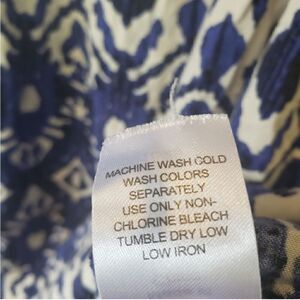 MACHINE WASH COLD
WASH COLORS
SEPARATELY
USE ONLY NON-
CHLORINE BLEACH
TUMBLE DRY LOW
LOW IRON